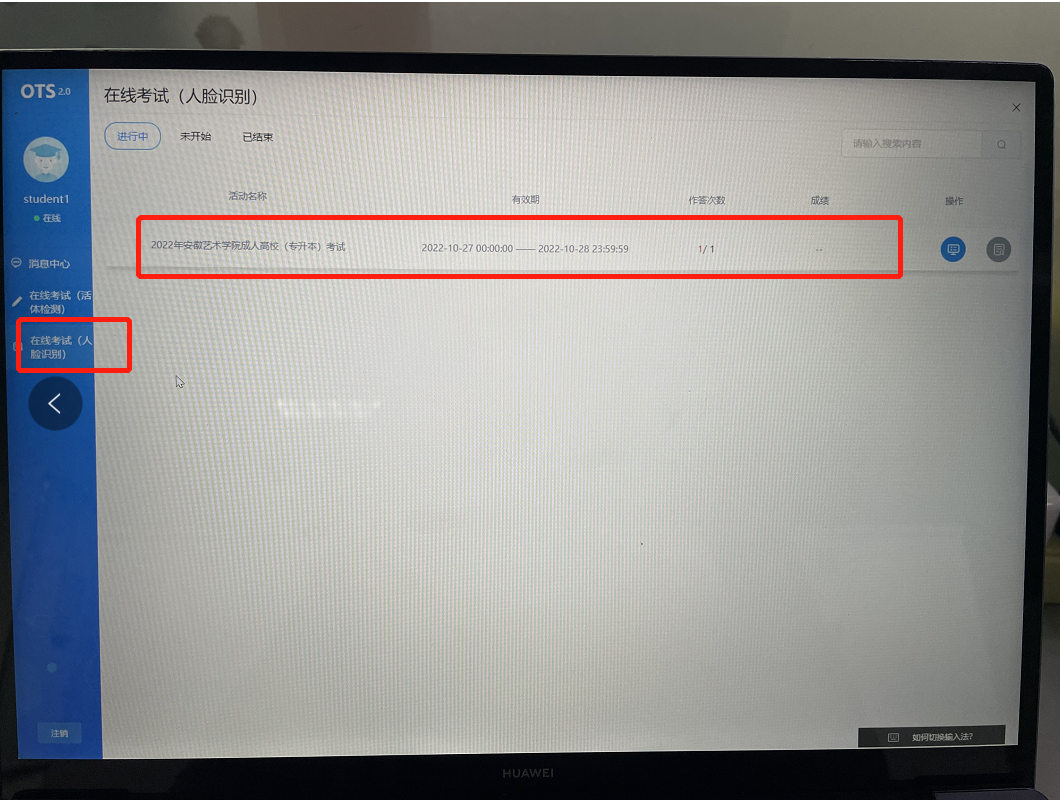 OTS 2.0
student1
在线
消息中心
在线考试（活
体检测）
在线考试（人
脸识别）
注销
在线考试（人脸识别）
进行中 未开始 已结束
请输入搜索内容
活动名称 有效期 作答次数 成绩 操作
2022年安徽艺术学院成人高校（专升本）考试 2022-10-27 00:00:00 —— 2022-10-28 23:59:59 1/ 1 --
如何切换输入法?
HUAWEI